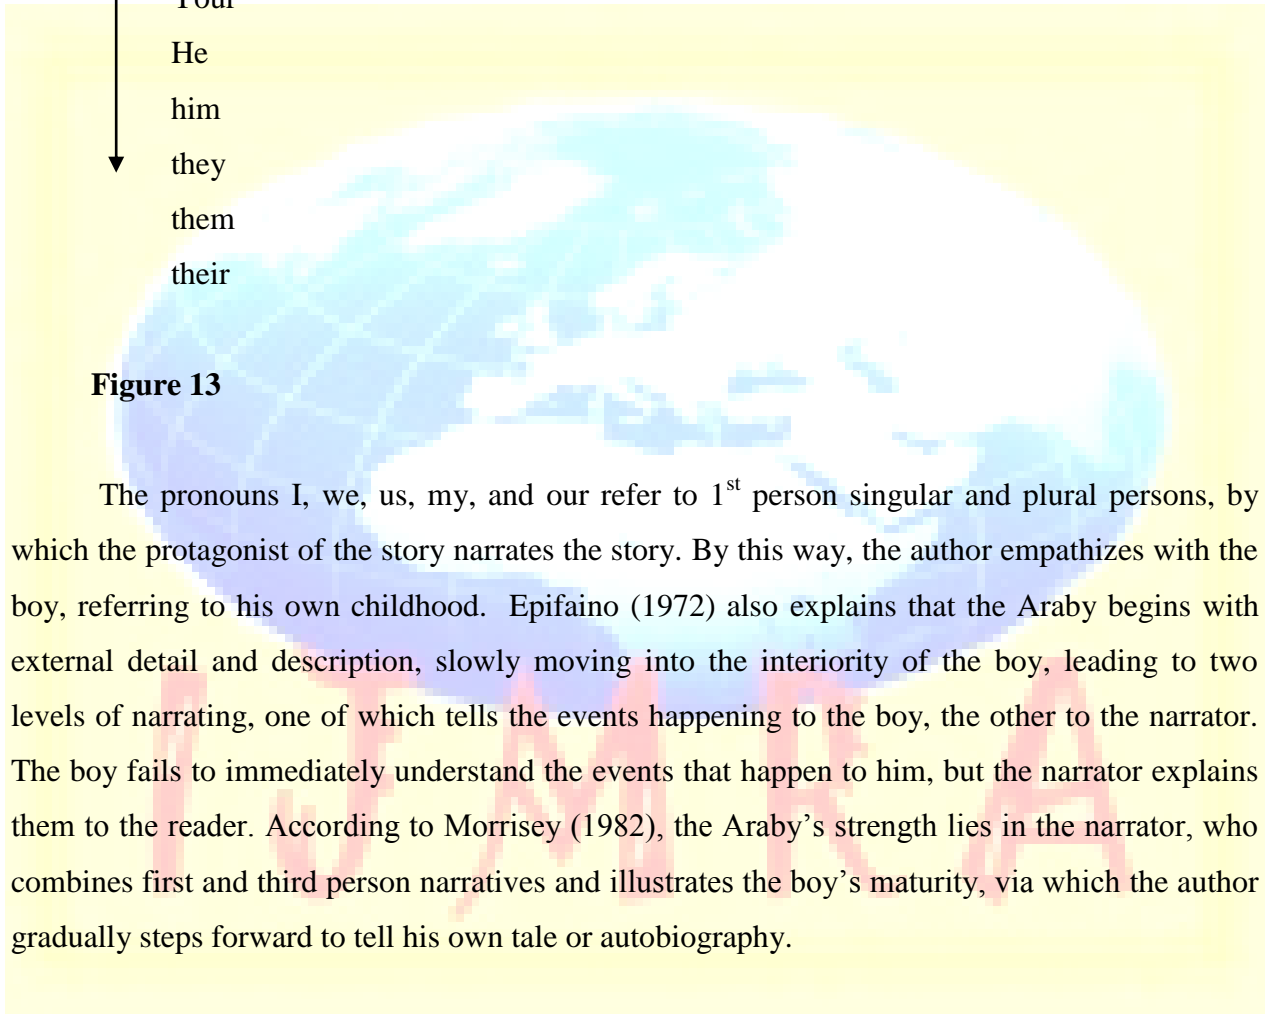 Your
He
him
they
them
their
Figure 13
The pronouns I, we, us, my, and our refer to 1st person singular and plural persons, by
which the protagonist of the story narrates the story. By this way, the author empathizes with the
boy, referring to his own childhood.  Epifaino (1972) also explains that the Araby begins with
external detail and description, slowly moving into the interiority of the boy, leading to two
levels of narrating, one of which tells the events happening to the boy, the other to the narrator.
The boy fails to immediately understand the events that happen to him, but the narrator explains
them to the reader. According to Morrisey (1982), the Araby’s strength lies in the narrator, who
combines first and third person narratives and illustrates the boy’s maturity, via which the author
gradually steps forward to tell his own tale or autobiography.
IJMRA